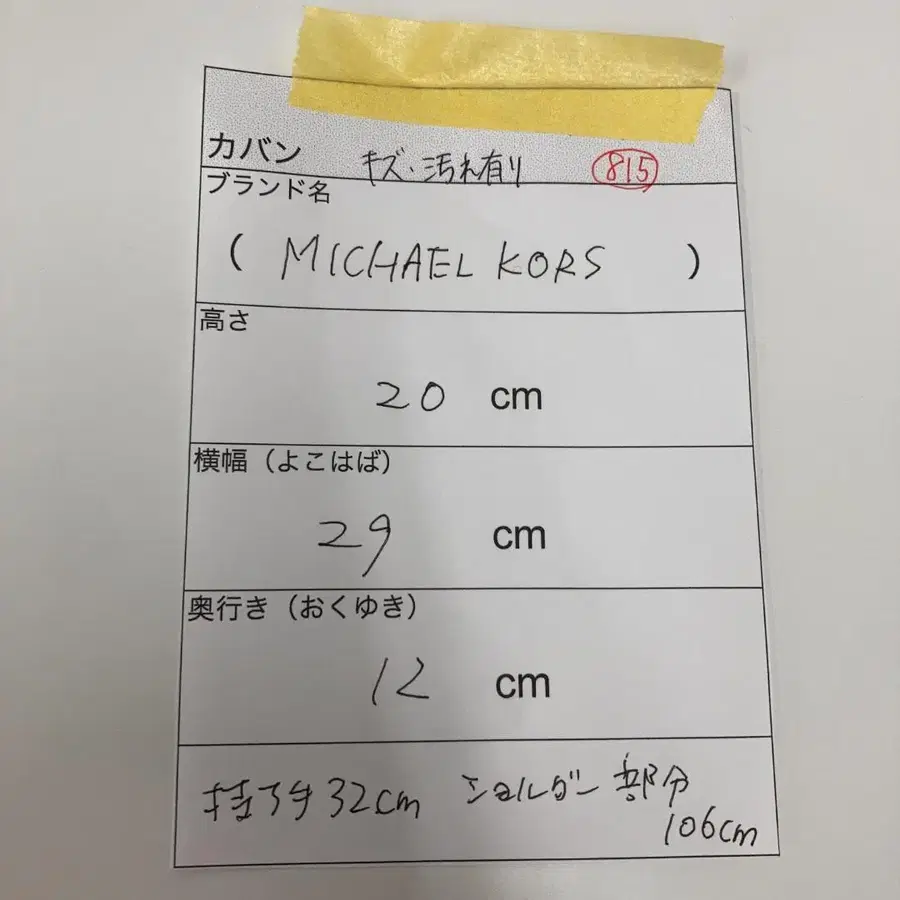 カバン キズ・汚れ有り 815
ブランド名
( MICHAEL KORS )
高さ
20 cm
横幅（よこはば）
29 cm
奥行き（おくゆき）
12 cm
持ち手32cm ショルダー部分
106cm